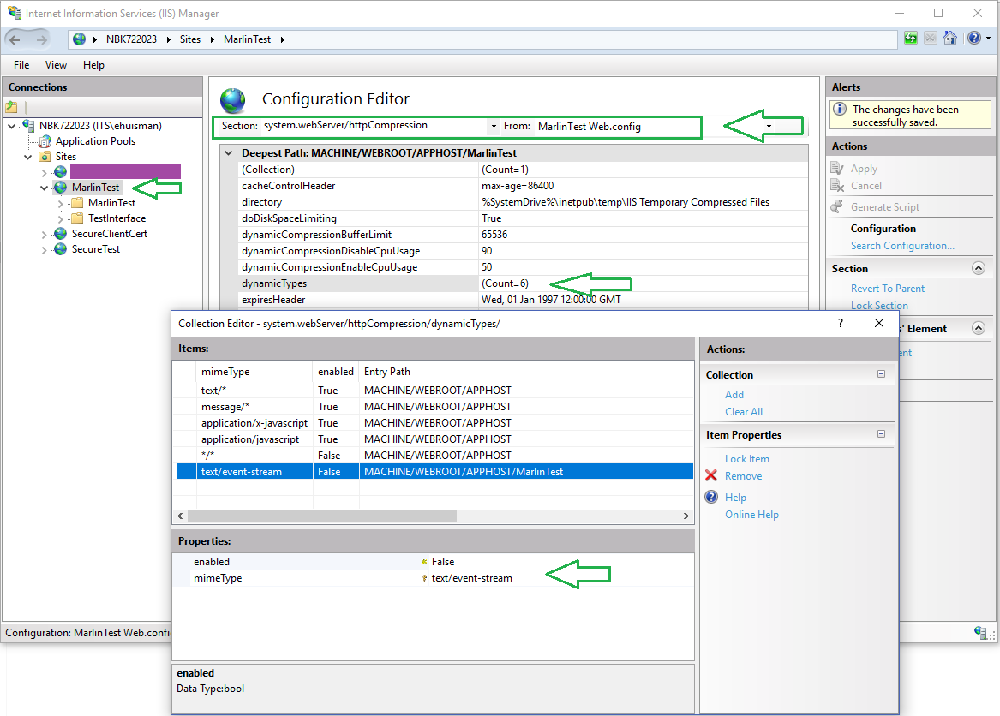 Internet Information Services (IIS) Manager
NBK722023 Sites MarlinTest
File View Help
Connections
NBK722023 (ITS\ehuisman)
Application Pools
Sites
MarlinTest
MarlinTest
TestInterface
SecureClientCert
SecureTest
Configuration Editor
Section: system.webServer/httpCompression From: MarlinTest Web.config
Deepest Path: MACHINE/WEBROOT/APPHOST/MarlinTest
(Collection) (Count=1)
cacheControlHeader max-age=86400
directory %SystemDrive%\inetpub\temp\IIS Temporary Compressed Files
doDiskSpaceLimiting True
dynamicCompressionBufferLimit 65536
dynamicCompressionDisableCpuUsage 90
dynamicCompressionEnableCpuUsage 50
dynamicTypes (Count=6)
expiresHeader Wed, 01 Jan 1997 12:00:00 GMT
Alerts
The changes have been
successfully saved.
Actions
Apply
Cancel
Generate Script
Configuration
Search Configuration...
Section
Revert To Parent
Lock Section
' Element
Collection Editor - system.webServer/httpCompression/dynamicTypes/
?
Items:
mimeType enabled Entry Path
text/* True MACHINE/WEBROOT/APPHOST
message/* True MACHINE/WEBROOT/APPHOST
application/x-javascript True MACHINE/WEBROOT/APPHOST
application/javascript True MACHINE/WEBROOT/APPHOST
*/* False MACHINE/WEBROOT/APPHOST
text/event-stream False MACHINE/WEBROOT/APPHOST/MarlinTest
Properties:
enabled False
mimeType text/event-stream
enabled
Data Type:bool
Actions:
Collection
Add
Clear All
Item Properties
Lock Item
Remove
Help
Online Help
Configuration: MarlinTest Web.confi